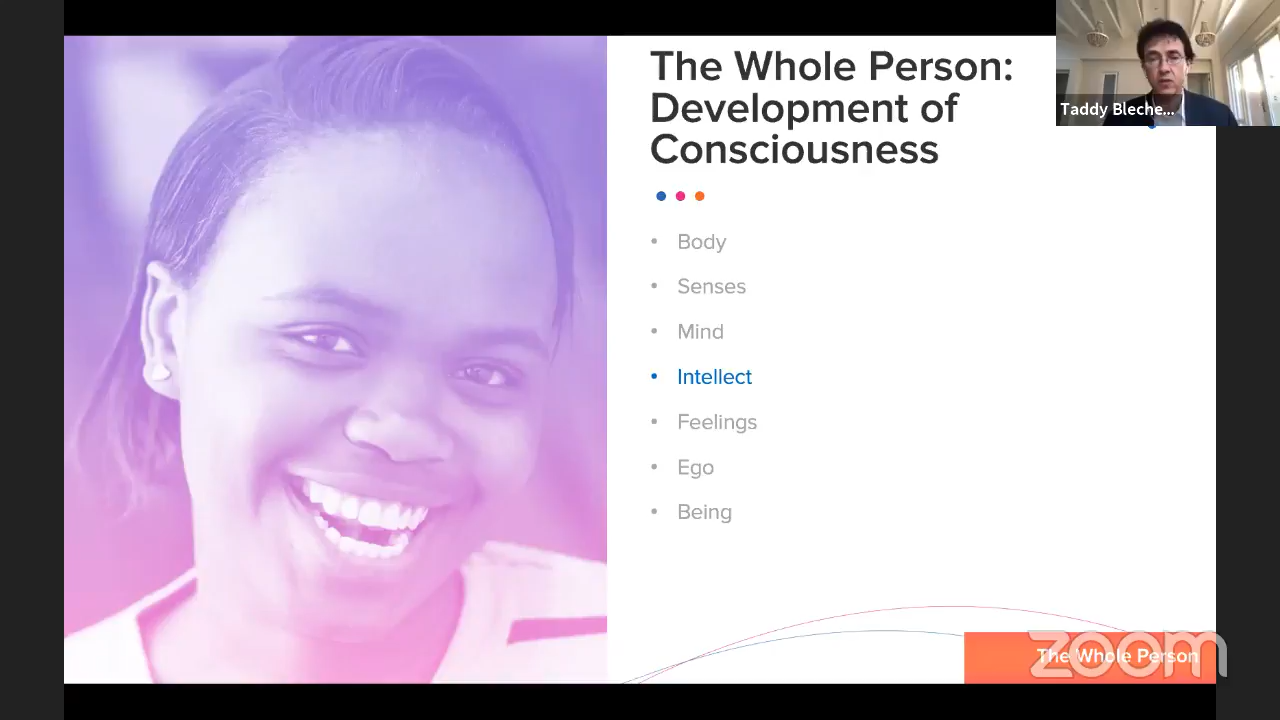 The Whole Person:
Development of
Consciousness
Taddy Bleche...
• Body
• Senses
• Mind
• Intellect
• Feelings
• Ego
• Being
The Whole Person
zoom